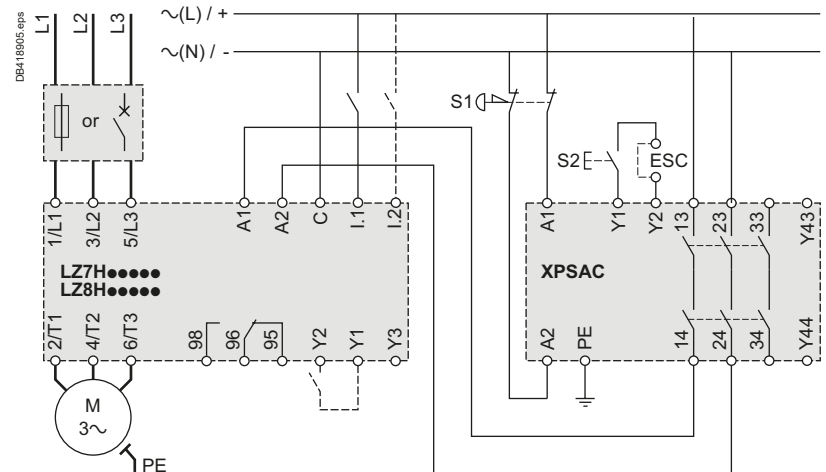 DB418905.eps
L1
L2
L3
~(L) / +
~(N) / -
or
S1
S2
ESC
1/L1
3/L2
5/L3
A1
A2
C
I.1
I.2
A1
Y1
Y2
13
23
33
Y43
LZ7H●●●●●
LZ8H●●●●●
XPSAC
2/T1
4/T2
6/T3
98
96
95
Y2
Y1
Y3
A2
PE
14
24
34
Y44
M
3~
PE